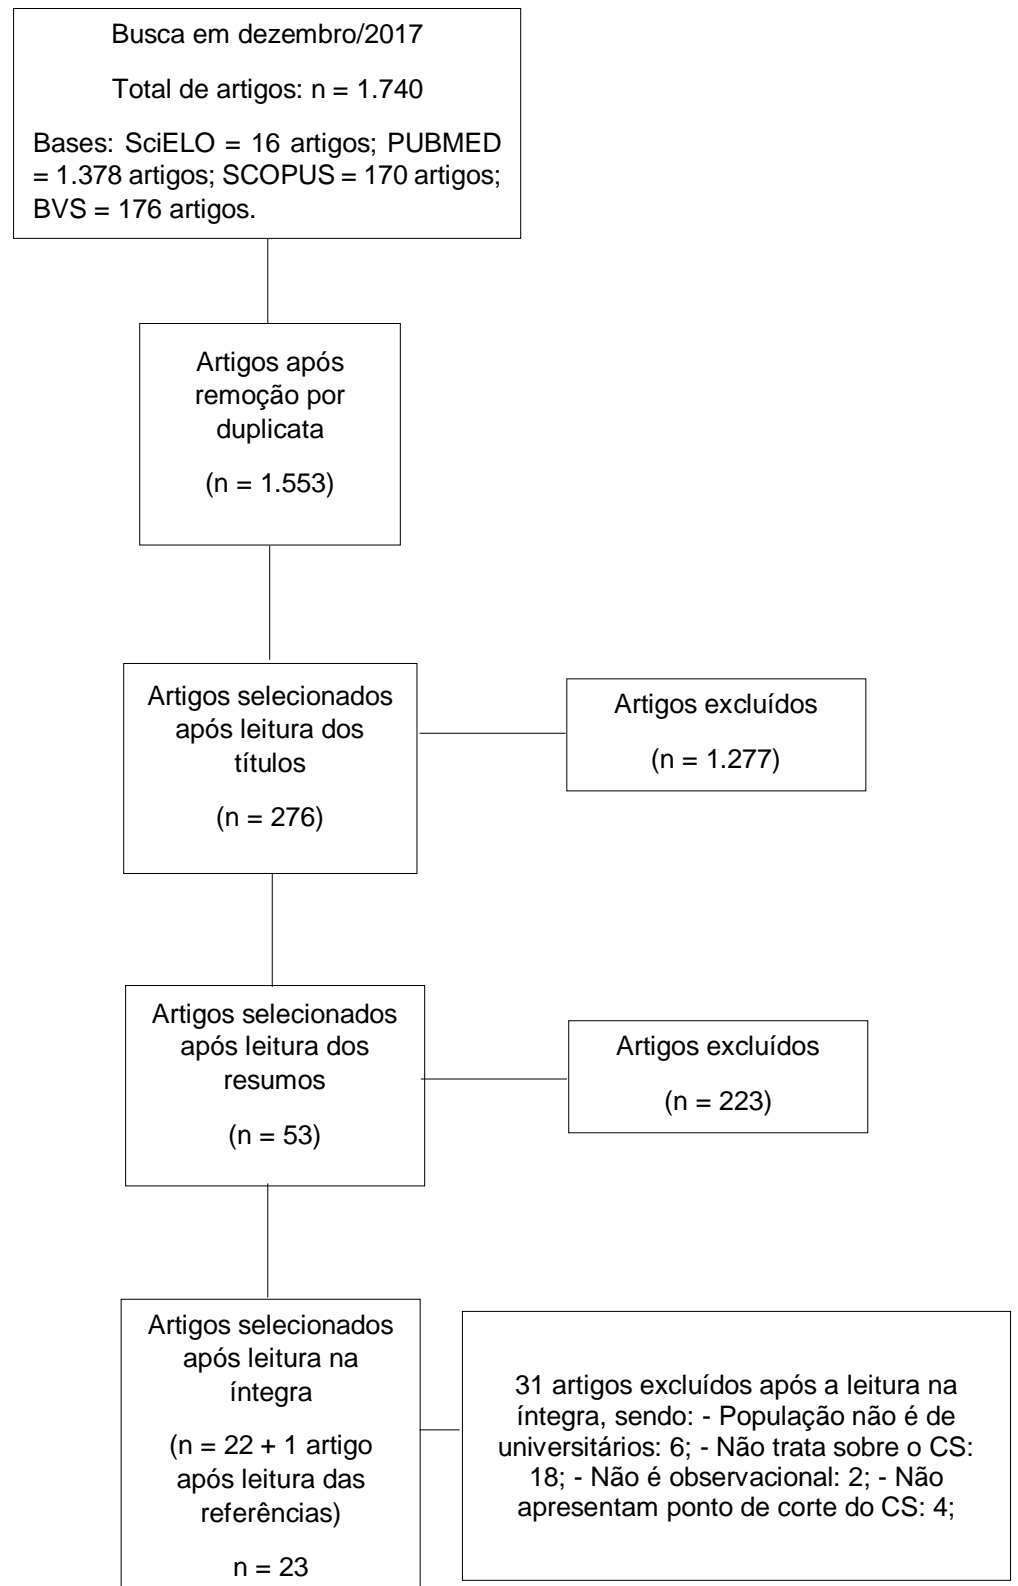 Busca em dezembro/2017
Total de artigos: n = 1.740
Bases: SciELO = 16 artigos; PUBMED
= 1.378 artigos; SCOPUS = 170 artigos;
BVS = 176 artigos.
Artigos após
remoção por
duplicata
(n = 1.553)
Artigos selecionados
após leitura dos
títulos
(n = 276)
Artigos excluídos
(n = 1.277)
Artigos selecionados
após leitura dos
resumos
(n = 53)
Artigos excluídos
(n = 223)
Artigos selecionados
após leitura na
íntegra
(n = 22 + 1 artigo
após leitura das
referências)
n = 23
31 artigos excluídos após a leitura na
íntegra, sendo: - População não é de
universitários: 6; - Não trata sobre o CS:
18; - Não é observacional: 2; - Não
apresentam ponto de corte do CS: 4;